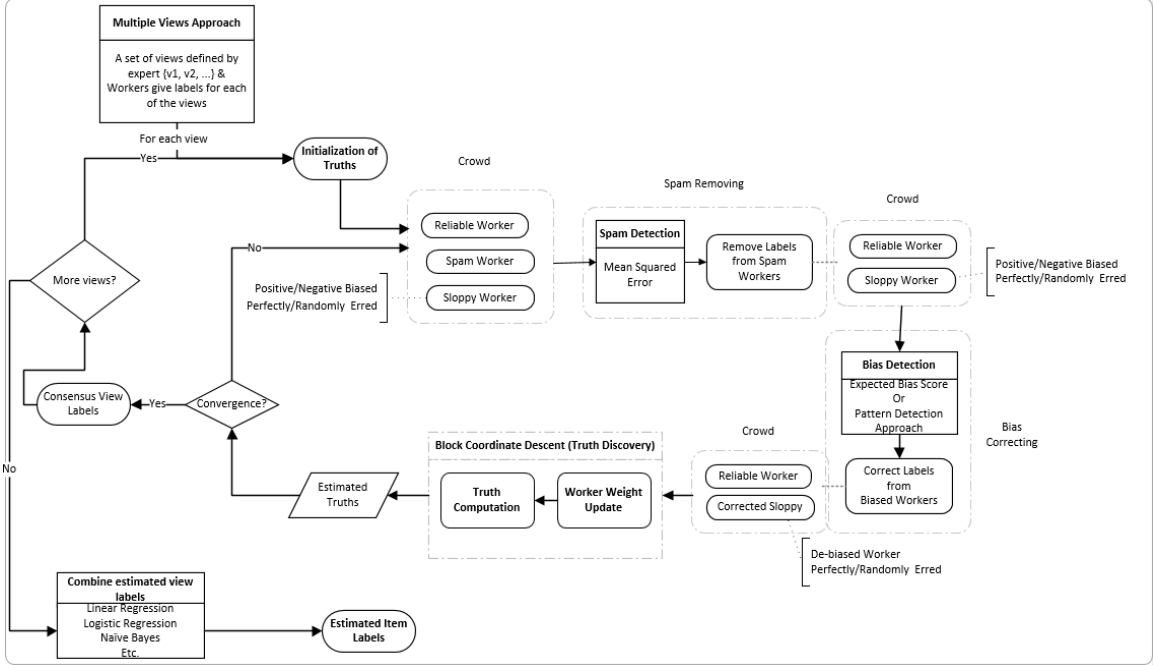 Multiple Views Approach
A set of views defined by
expert {v1, v2, ...} &
Workers give labels for each
of the views
For each view
Yes
Initialization of
Truths
Crowd
Reliable Worker
Spam Worker
Sloppy Worker
Positive/Negative Biased
Perfectly/Randomly Erred
Spam Removing
Spam Detection
Mean Squared
Error
Remove Labels
from Spam
Workers
Crowd
Reliable Worker
Sloppy Worker
Positive/Negative Biased
Perfectly/Randomly Erred
Bias Detection
Expected Bias Score
Or
Pattern Detection
Approach
Bias
Correcting
Correct Labels
from
Biased Workers
Crowd
Reliable Worker
Corrected Sloppy
De-biased Worker
Perfectly/Randomly Erred
Block Coordinate Descent (Truth Discovery)
Worker Weight
Update
Truth
Computation
Estimated
Truths
Convergence?
No
Yes
Consensus View
Labels
More views?
No
Combine estimated view
labels
Linear Regression
Logistic Regression
Naïve Bayes
Etc.
Estimated Item
Labels